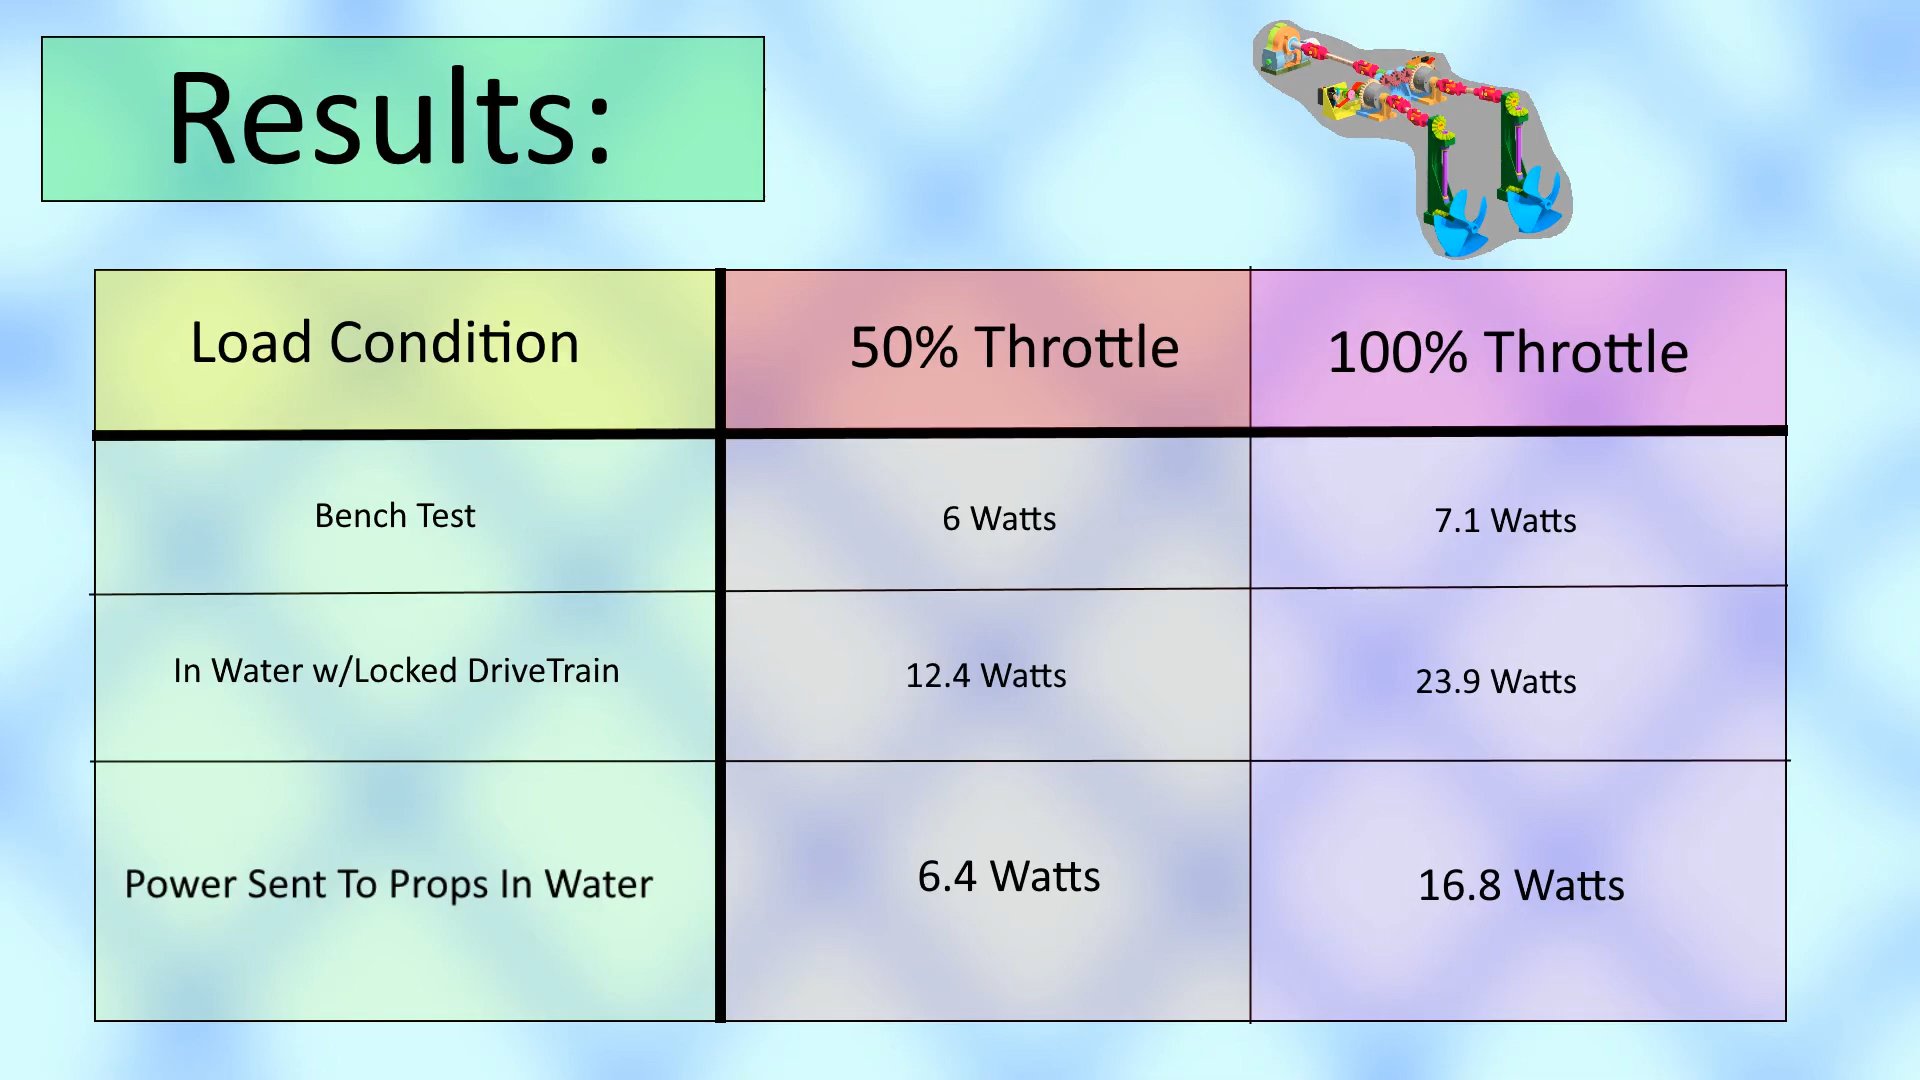 Results:
Load Condition
50% Throttle
100% Throttle
Bench Test
6 Watts
7.1 Watts
In Water w/Locked DriveTrain
12.4 Watts
23.9 Watts
Power Sent To Props In Water
6.4 Watts
16.8 Watts